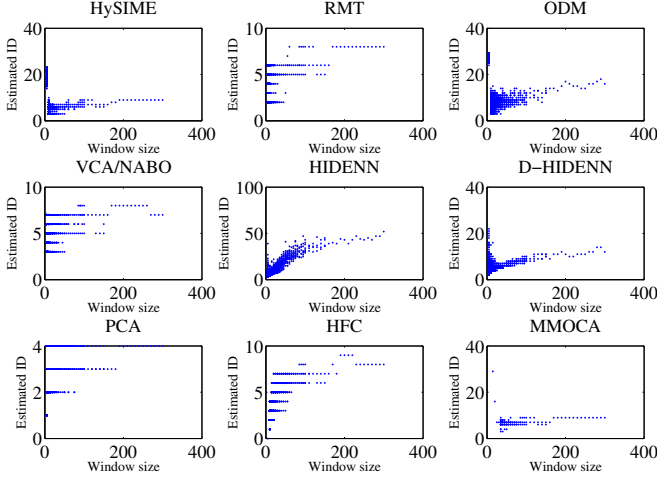 HySIME
RMT
ODM
Estimated ID
40
20
0
0 200 400
Window size
Estimated ID
10
5
0
0 200 400
Window size
Estimated ID
40
20
0
0 200 400
Window size
VCA/NABO
HIDENN
D−HIDENN
Estimated ID
10
5
0
0 200 400
Window size
Estimated ID
100
50
0
0 200 400
Window size
Estimated ID
40
20
0
0 200 400
Window size
PCA
HFC
MMOCA
Estimated ID
4
2
0
0 200 400
Window size
Estimated ID
10
5
0
0 200 400
Window size
Estimated ID
40
20
0
0 200 400
Window size